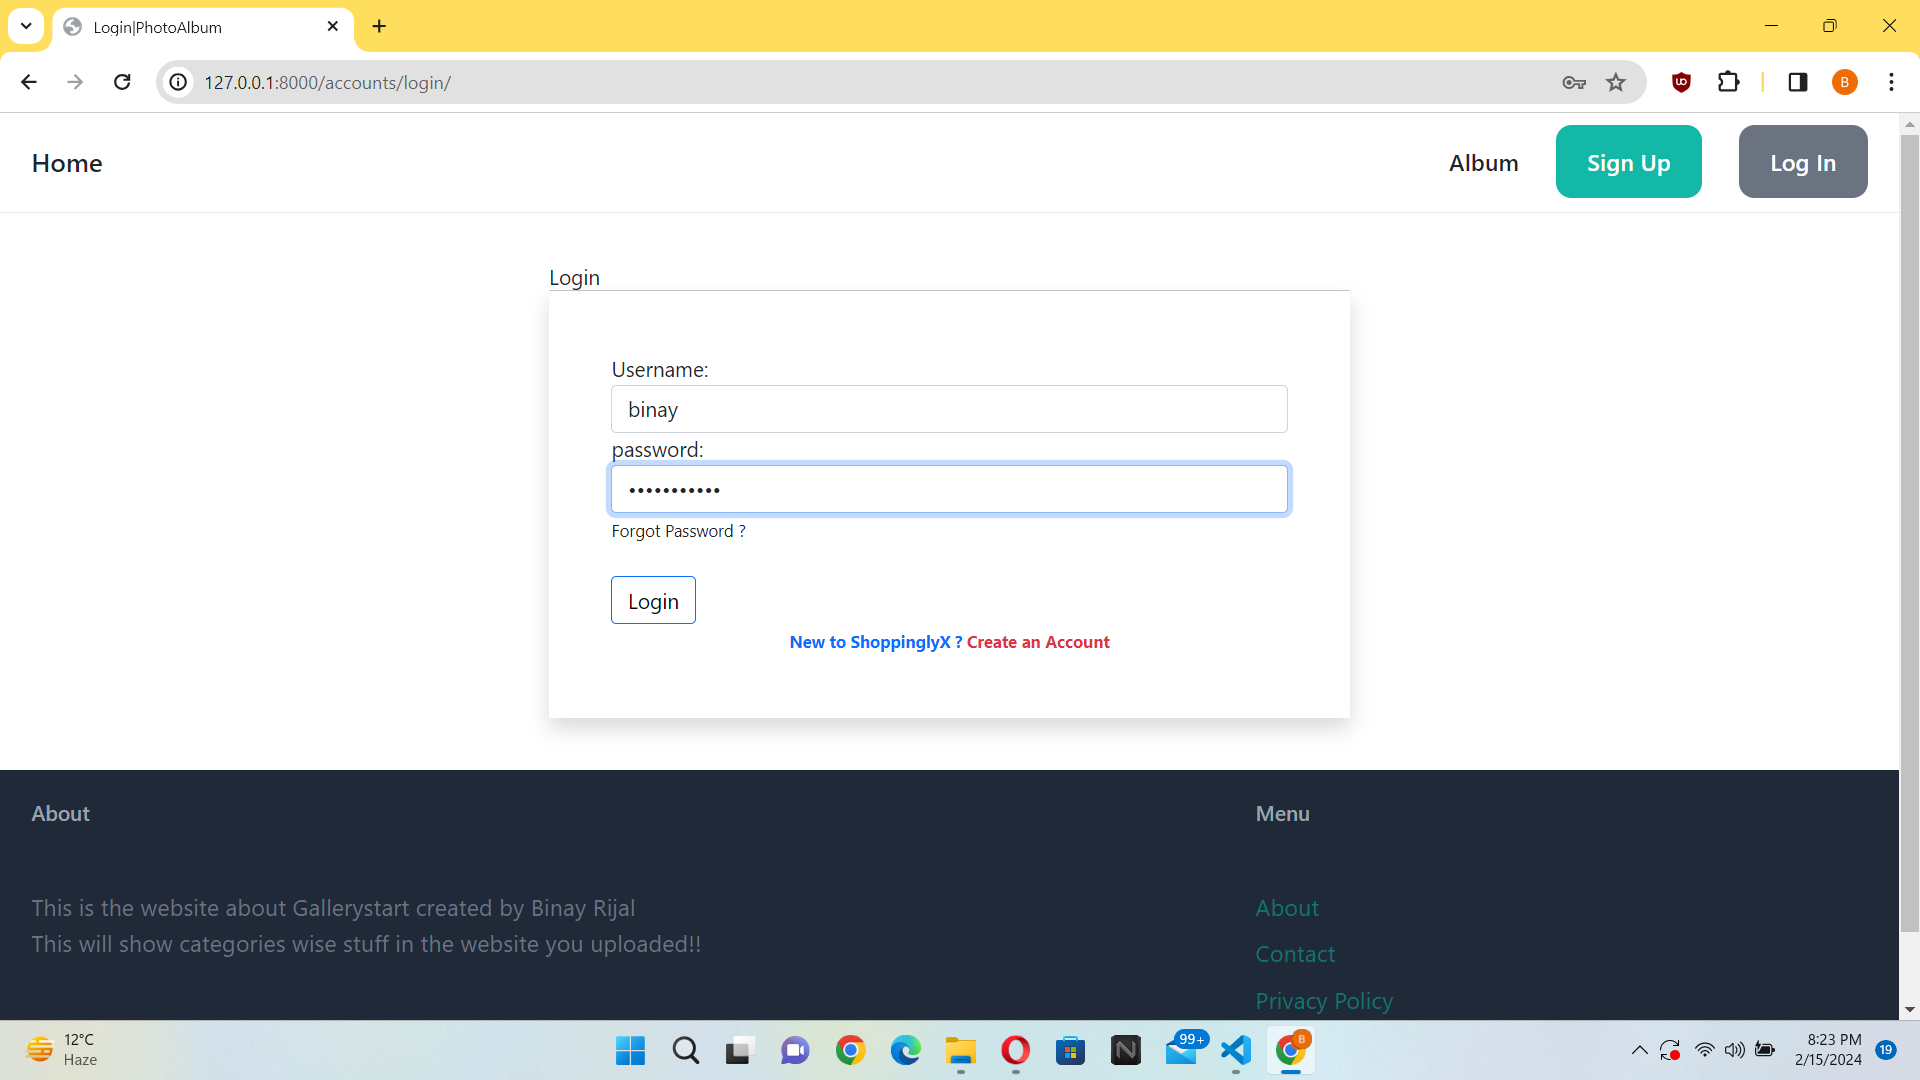 Login|PhotoAlbum
127.0.0.1:8000/accounts/login/
B
Home
Album
Sign Up
Log In
Login
Username:
binay
password:
•••••••••••
Forgot Password ?
Login
New to ShoppinglyX ? Create an Account
About
Menu
This is the website about Gallerystart created by Binay Rijal
This will show categories wise stuff in the website you uploaded!!
About
Contact
Privacy Policy
12°C
Haze
99+
N
B
8:23 PM
2/15/2024
19